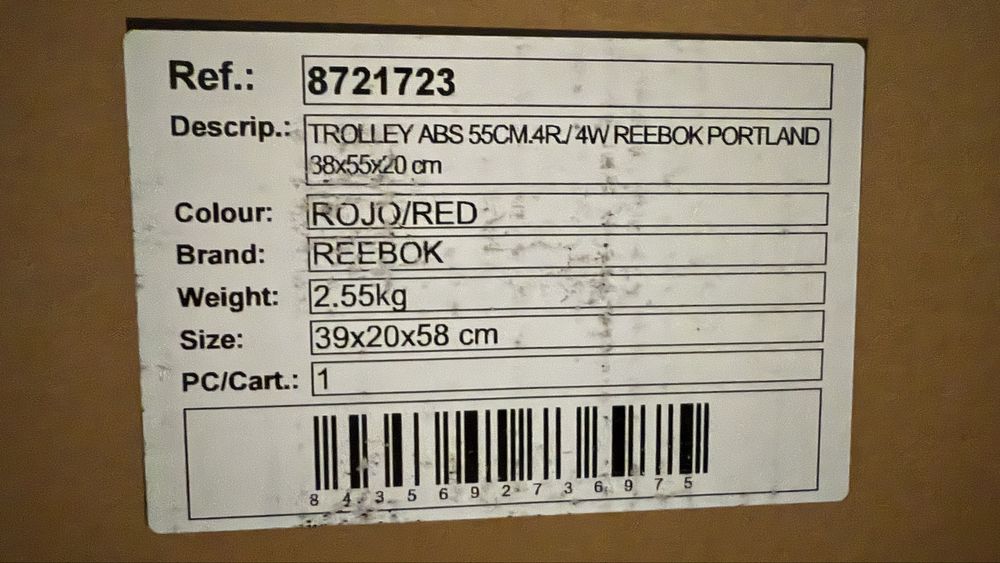 Ref.: 8721723
Descrip.: TROLLEY ABS 55CM.4R./ 4W REEBOK PORTLAND
38x55x20 cm
Colour: ROJO/RED
Brand: REEBOK
Weight: 2.55kg
Size: 39x20x58 cm
PC/Cart.: 1
8 4 3 5 6 9 2 7 3 6 9 7 5